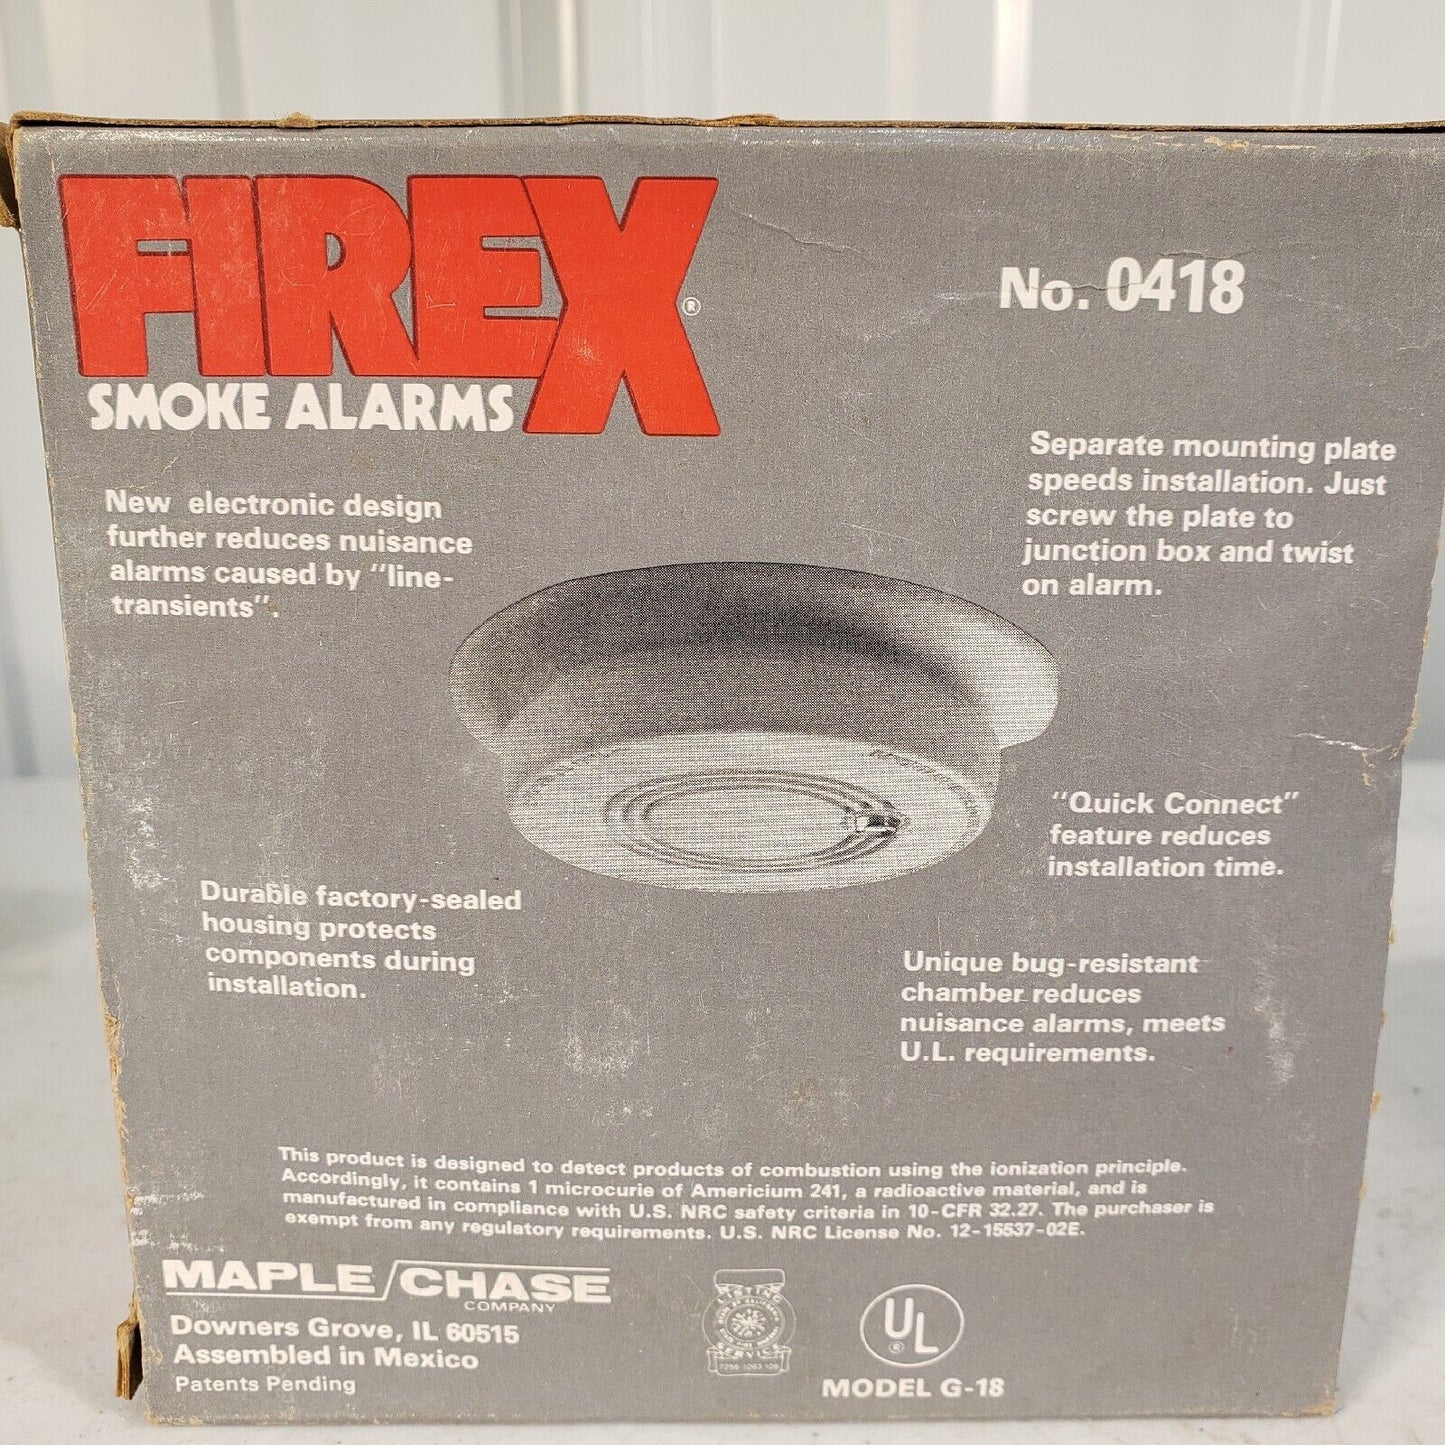 FIREX®
SMOKE ALARMS
No. 0418
New electronic design
further reduces nuisance
alarms caused by "line-
transients".
Separate mounting plate
speeds installation. Just
screw the plate to
junction box and twist
on alarm.
"Quick Connect"
feature reduces
installation time.
Durable factory-sealed
housing protects
components during
installation.
Unique bug-resistant
chamber reduces
nuisance alarms, meets
U.L. requirements.
This product is designed to detect products of combustion using the ionization principle.
Accordingly, it contains 1 microcurie of Americium 241, a radioactive material, and is
manufactured in compliance with U.S. NRC safety criteria in 10-CFR 32.27. The purchaser is
exempt from any regulatory requirements. U.S. NRC License No. 12-15537-02E.
MAPLE/CHASE
COMPANY
Downers Grove, IL 60515
Assembled in Mexico
Patents Pending
LISTING
SERVICE
UL
®
MODEL G-18